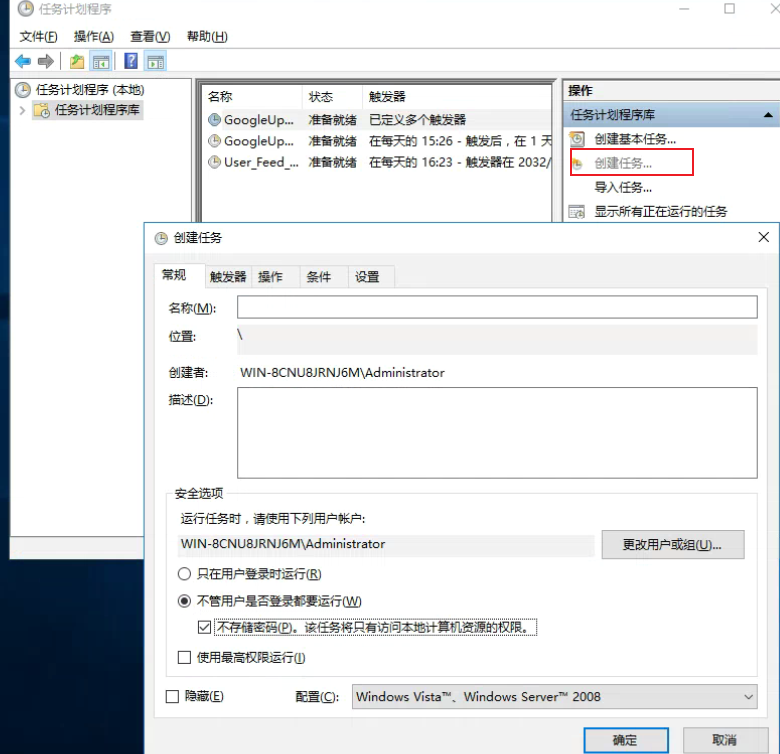 任务计划程序
文件(F) 操作(A) 查看(V) 帮助(H)
任务计划程序 (本地)
任务计划程序库
名称 状态 触发器
GoogleUp... 准备就绪 已定义多个触发器
GoogleUp... 准备就绪 在每天的 15:26 - 触发后，在 1 天
User_Feed_... 准备就绪 在每天的 16:23 - 触发器在 2032/
操作
任务计划程序库
创建基本任务...
创建任务...
导入任务...
显示所有正在运行的任务
创建任务
常规 触发器 操作 条件 设置
名称(M):
位置: \
创建者: WIN-8CNU8JRNJ6M\Administrator
描述(D):
安全选项
运行任务时，请使用下列用户帐户:
WIN-8CNU8JRNJ6M\Administrator
更改用户或组(U)...
只在用户登录时运行(R)
不管用户是否登录都要运行(W)
不存储密码(P)。该任务将只有访问本地计算机资源的权限。
使用最高权限运行(I)
隐藏(E) 配置(C): Windows Vista™、Windows Server™ 2008
确定 取消